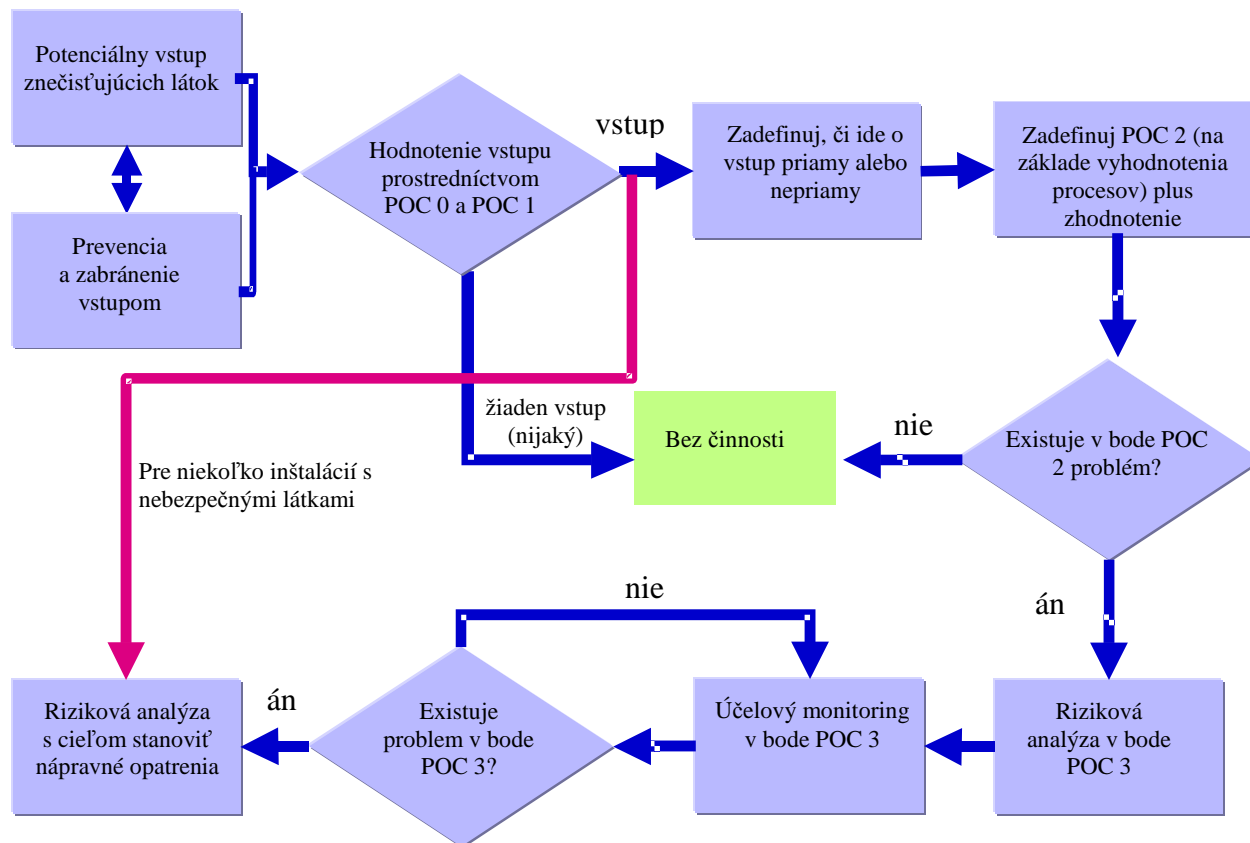 Potenciálny vstup
znečisťujúcich látok
Prevencia
a zabránenie
vstupom
Hodnotenie vstupu
prostredníctvom
POC 0 a POC 1
vstup
Zadefinuj, či ide o
vstup priamy alebo
nepriamy
Zadefinuj POC 2 (na
základe vyhodnotenia
procesov) plus
zhodnotenie
žiaden vstup
(nijaký)
Bez činnosti
nie
Existuje v bode POC
2 problém?
Pre niekoľko inštalácií s
nebezpečnými látkami
nie
án
Riziková analýza
s cieľom stanoviť
nápravné opatrenia
án
Existuje
problem v bode
POC 3?
Účelový monitoring
v bode POC 3
Riziková
analýza v bode
POC 3